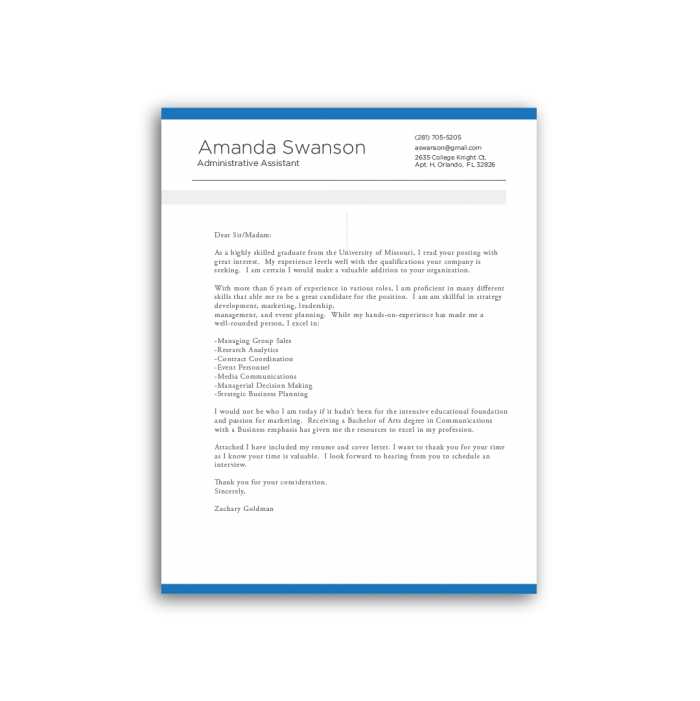 Amanda Swanson
Administrative Assistant
(281) 705-5205
aswanson@gmail.com
2635 College Knight Ct,
Apt. H, Orlando, FL 32826
Dear Sir/Madam:
As a highly skilled graduate from the University of Missouri, I read your posting with
great interest. My experience levels well with the qualifications your company is
seeking. I am certain I would make a valuable addition to your organization.
With more than 6 years of experience in various roles, I am proficient in many different
skills that able me to be a great candidate for the position. I am am skillful in strategy
development, marketing, leadership,
management, and event planning. While my hands-on-experience has made me a
well-rounded person, I excel in:
-Managing Group Sales
-Research Analytics
-Contract Coordination
-Event Personnel
-Media Communications
-Managerial Decision Making
-Strategic Business Planning
I would not be who I am today if it hadn't been for the intensive educational foundation
and passion for marketing. Receiving a Bachelor of Arts degree in Communications
with a Business emphasis has given me the resources to excel in my profession.
Attached I have included my resume and cover letter. I want to thank you for your time
as I know your time is valuable. I look forward to hearing from you to schedule an
interview.
Thank you for your consideration.
Sincerely,
Zachary Goldman